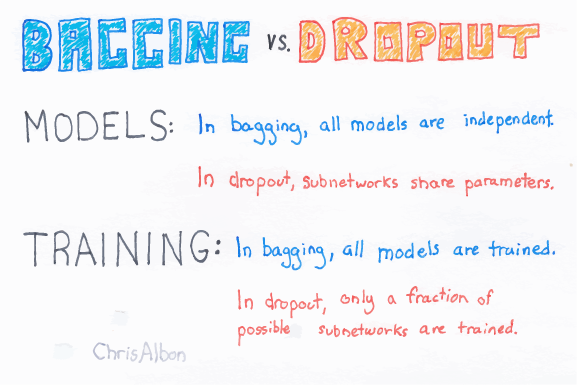 BAGGING vs. DROPOUT
MODELS: In bagging, all models are independent.
In dropout, subnetworks share parameters.
TRAINING: In bagging, all models are trained.
In dropout, only a fraction of
possible subnetworks are trained.
ChrisAlbon